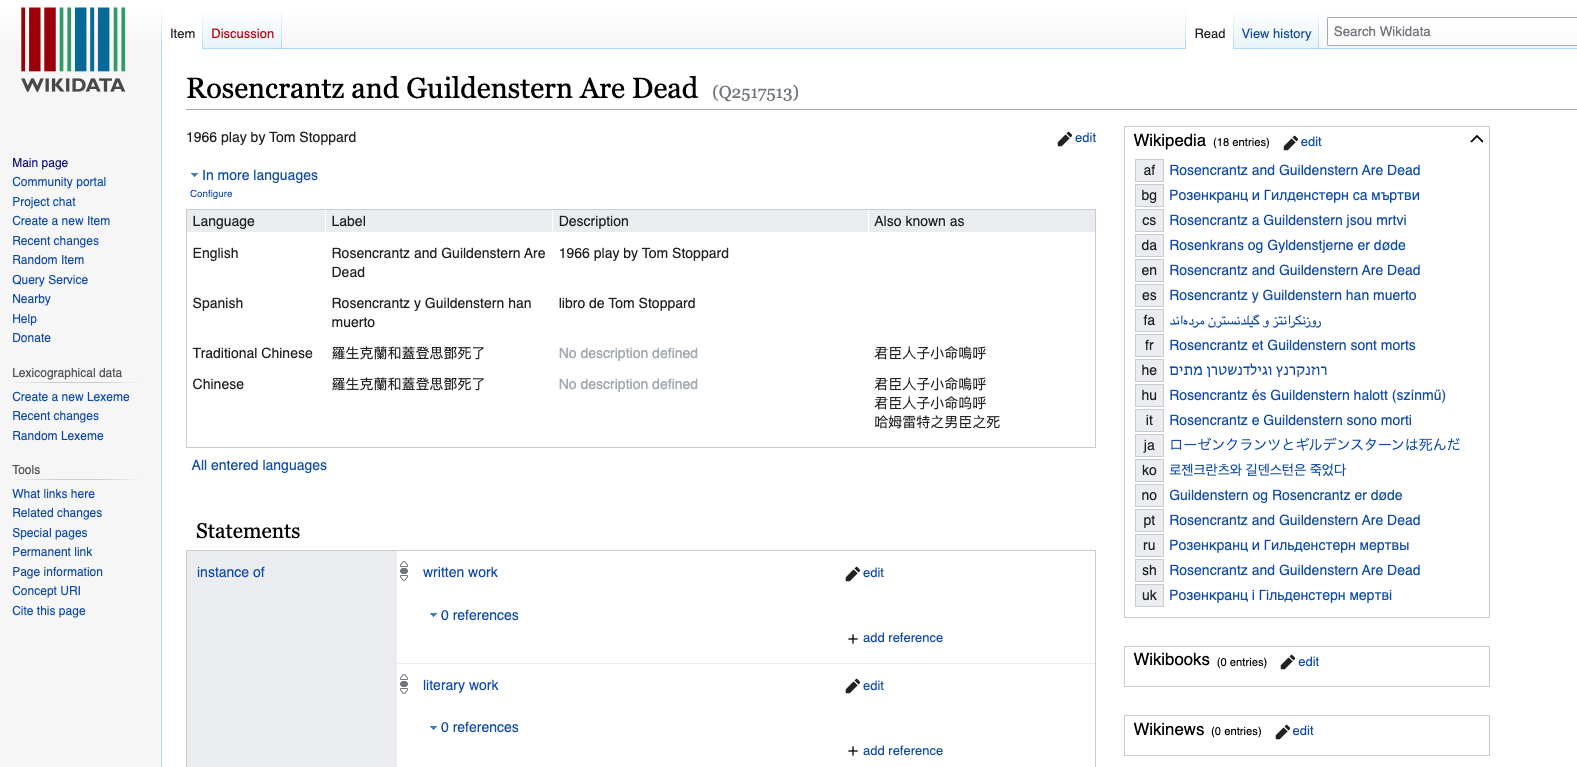 WIKIDATA
Main page
Community portal
Project chat
Create a new Item
Recent changes
Random Item
Query Service
Nearby
Help
Donate
Lexicographical data
Create a new Lexeme
Recent changes
Random Lexeme
Tools
What links here
Related changes
Special pages
Permanent link
Page information
Concept URI
Cite this page
Item Discussion
Read View history Search Wikidata
Rosencrantz and Guildenstern Are Dead (Q2517513)
1966 play by Tom Stoppard edit
In more languages
Configure
Language Label Description Also known as
English Rosencrantz and Guildenstern Are 1966 play by Tom Stoppard
Dead
Spanish Rosencrantz y Guildenstern han libro de Tom Stoppard
muerto
Traditional Chinese 羅生克蘭和蓋登思鄧死了 No description defined 君臣人子小命嗚呼
Chinese 羅生克蘭和蓋登思鄧死了 No description defined 君臣人子小命嗚呼
君臣人子小命呜呼
哈姆雷特之男臣之死
All entered languages
Statements
instance of written work edit
0 references
+ add reference
literary work edit
0 references
+ add reference
Wikipedia (18 entries) edit
af Rosencrantz and Guildenstern Are Dead
bg Розенкранц и Гилденстерн са мъртви
cs Rosencrantz a Guildenstern jsou mrtvi
da Rosenkrans og Gyldenstjerne er døde
en Rosencrantz and Guildenstern Are Dead
es Rosencrantz y Guildenstern han muerto
fa روزنکرانتز و گیلدنسترن مرده‌اند
fr Rosencrantz et Guildenstern sont morts
he רוזנקרנץ וגילדנשטרן מתים
hu Rosencrantz és Guildenstern halott (színmű)
it Rosencrantz e Guildenstern sono morti
ja ローゼンクランツとギルデンスターンは死んだ
ko 로젠크란츠와 길덴스턴은 죽었다
no Guildenstern og Rosencrantz er døde
pt Rosencrantz and Guildenstern Are Dead
ru Розенкранц и Гильденстерн мертвы
sh Rosencrantz and Guildenstern Are Dead
uk Розенкранц і Гільденстерн мертві
Wikibooks (0 entries) edit
Wikinews (0 entries) edit